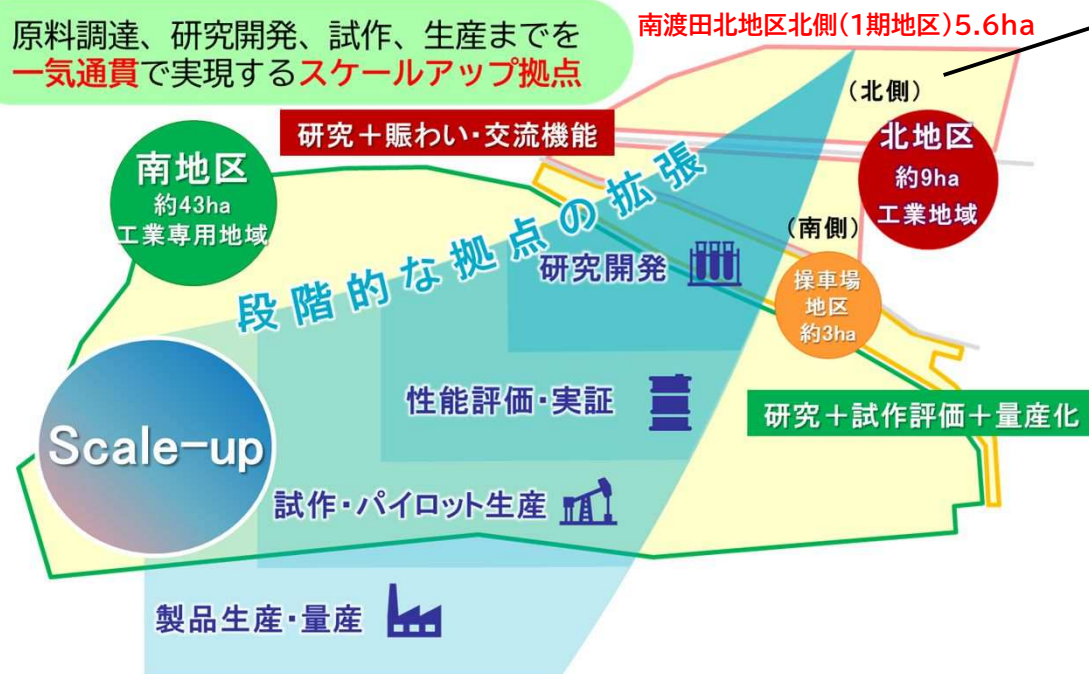 原料調達、研究開発、試作、生産までを
一気通貫で実現するスケールアップ拠点
南渡田北地区北側(1期地区)5.6ha
(北側)
北地区
約9ha
工業地域
研究+賑わい・交流機能
南地区
約43ha
工業専用地域
段階的な拠点の拡張
(南側)
操車場
地区
約3ha
研究開発
性能評価・実証
研究+試作評価+量産化
Scale-up
試作・パイロット生産
製品生産・量産